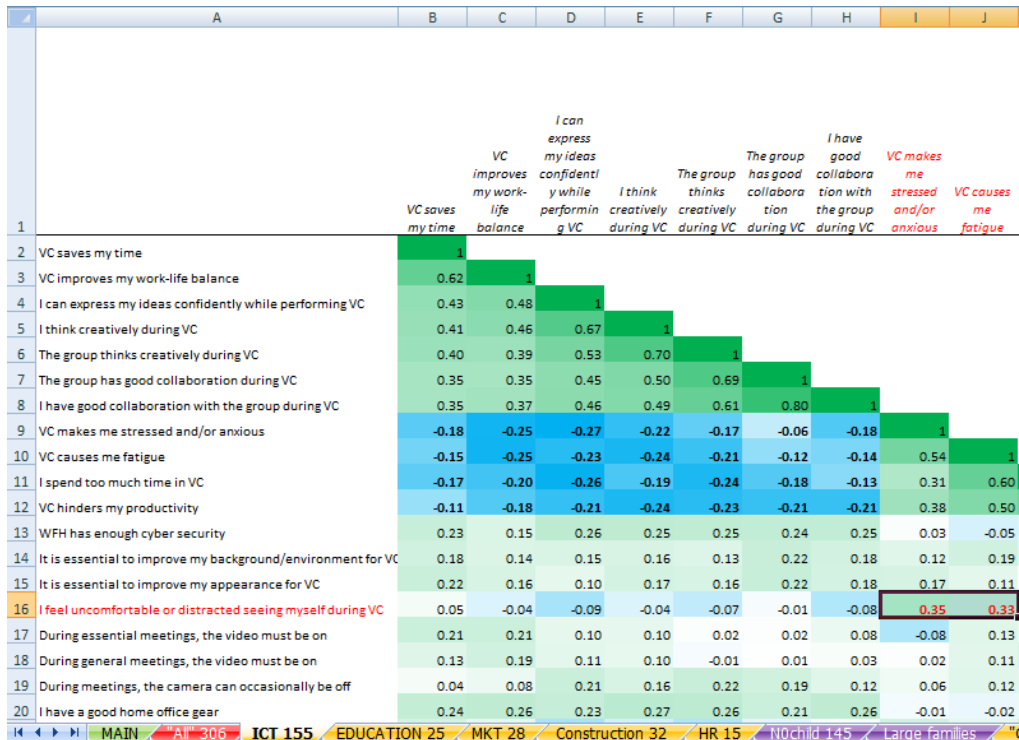 A B C D E F G H I J
1 VC saves my time VC improves my work-life balance I can express my ideas confidentl y while performin g VC I think creatively during VC The group thinks creatively during VC The group has good collabora tion during VC I have good collabora tion with the group during VC VC makes me stressed and/or anxious VC causes me fatigue
2 VC saves my time 1
3 VC improves my work-life balance 0.62 1
4 I can express my ideas confidently while performing VC 0.43 0.48 1
5 I think creatively during VC 0.41 0.46 0.67 1
6 The group thinks creatively during VC 0.40 0.39 0.53 0.70 1
7 The group has good collaboration during VC 0.35 0.35 0.45 0.50 0.69 1
8 I have good collaboration with the group during VC 0.35 0.37 0.46 0.49 0.61 0.80 1
9 VC makes me stressed and/or anxious -0.18 -0.25 -0.27 -0.22 -0.17 -0.06 -0.18 1
10 VC causes me fatigue -0.15 -0.25 -0.23 -0.24 -0.21 -0.12 -0.14 0.54 1
11 I spend too much time in VC -0.17 -0.20 -0.26 -0.19 -0.24 -0.18 -0.13 0.31 0.60
12 VC hinders my productivity -0.11 -0.18 -0.21 -0.24 -0.23 -0.21 -0.21 0.38 0.50
13 WFH has enough cyber security 0.23 0.15 0.26 0.25 0.25 0.24 0.25 0.03 -0.05
14 It is essential to improve my background/environment for VC 0.18 0.14 0.15 0.16 0.13 0.22 0.18 0.12 0.19
15 It is essential to improve my appearance for VC 0.22 0.16 0.10 0.17 0.16 0.22 0.18 0.17 0.11
16 I feel uncomfortable or distracted seeing myself during VC 0.05 -0.04 -0.09 -0.04 -0.07 -0.01 -0.08 0.35 0.33
17 During essential meetings, the video must be on 0.21 0.21 0.10 0.10 0.02 0.02 0.08 -0.08 0.13
18 During general meetings, the video must be on 0.13 0.19 0.11 0.10 -0.01 0.01 0.03 0.02 0.11
19 During meetings, the camera can occasionally be off 0.04 0.08 0.21 0.16 0.22 0.19 0.12 0.06 0.12
20 I have a good home office gear 0.24 0.26 0.23 0.27 0.26 0.21 0.26 -0.01 -0.02
MAIN "All" 306 ICT 155 EDUCATION 25 MKT 28 Construction 32 HR 15 N0child 145 Large families